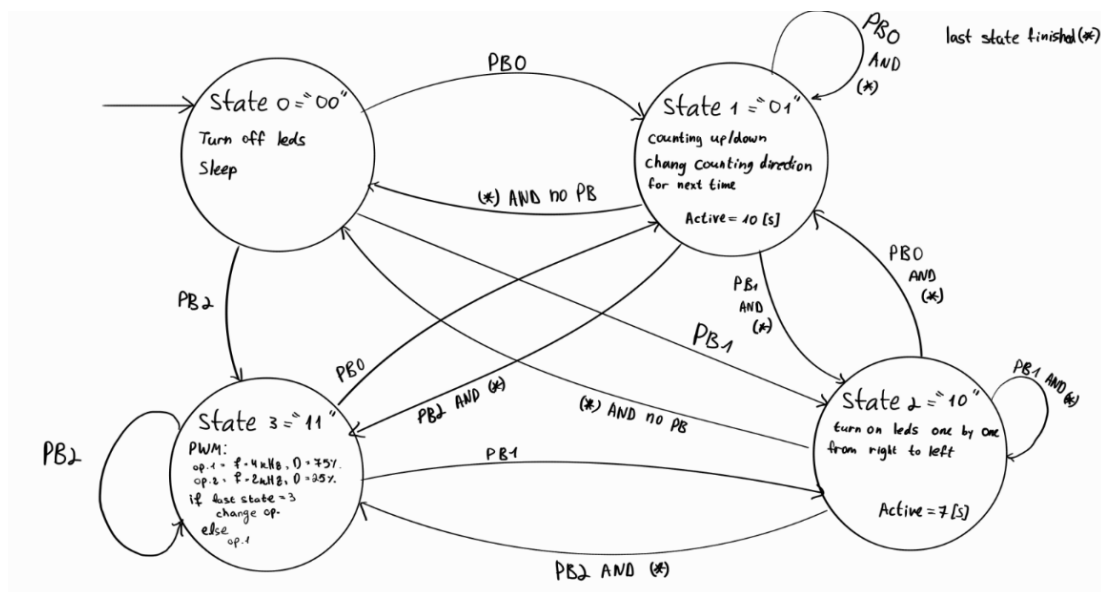 last state finished(*)
PB0
AND
(*)
PB0
State 0 = "00"
Turn off leds
Sleep
State 1 = "01"
counting up/down
chang counting direction
for next time
Active = 10 [s]
(*) AND no PB
PB2
PB1
AND
(*)
PB0
AND
(*)
PB1
PB0
PB2 AND (*)
(*) AND no PB
PB1 AND(*)
State 3 = "11"
PWM:
op.1 = f=4kHz, D=75%.
op.2 = f=2kHz, D=25%.
if last state = 3
change op.
else
op.1
PB2
PB1
State 2 = "10"
turn on leds one by one
from right to left
Active = 7 [s]
PB2 AND (*)